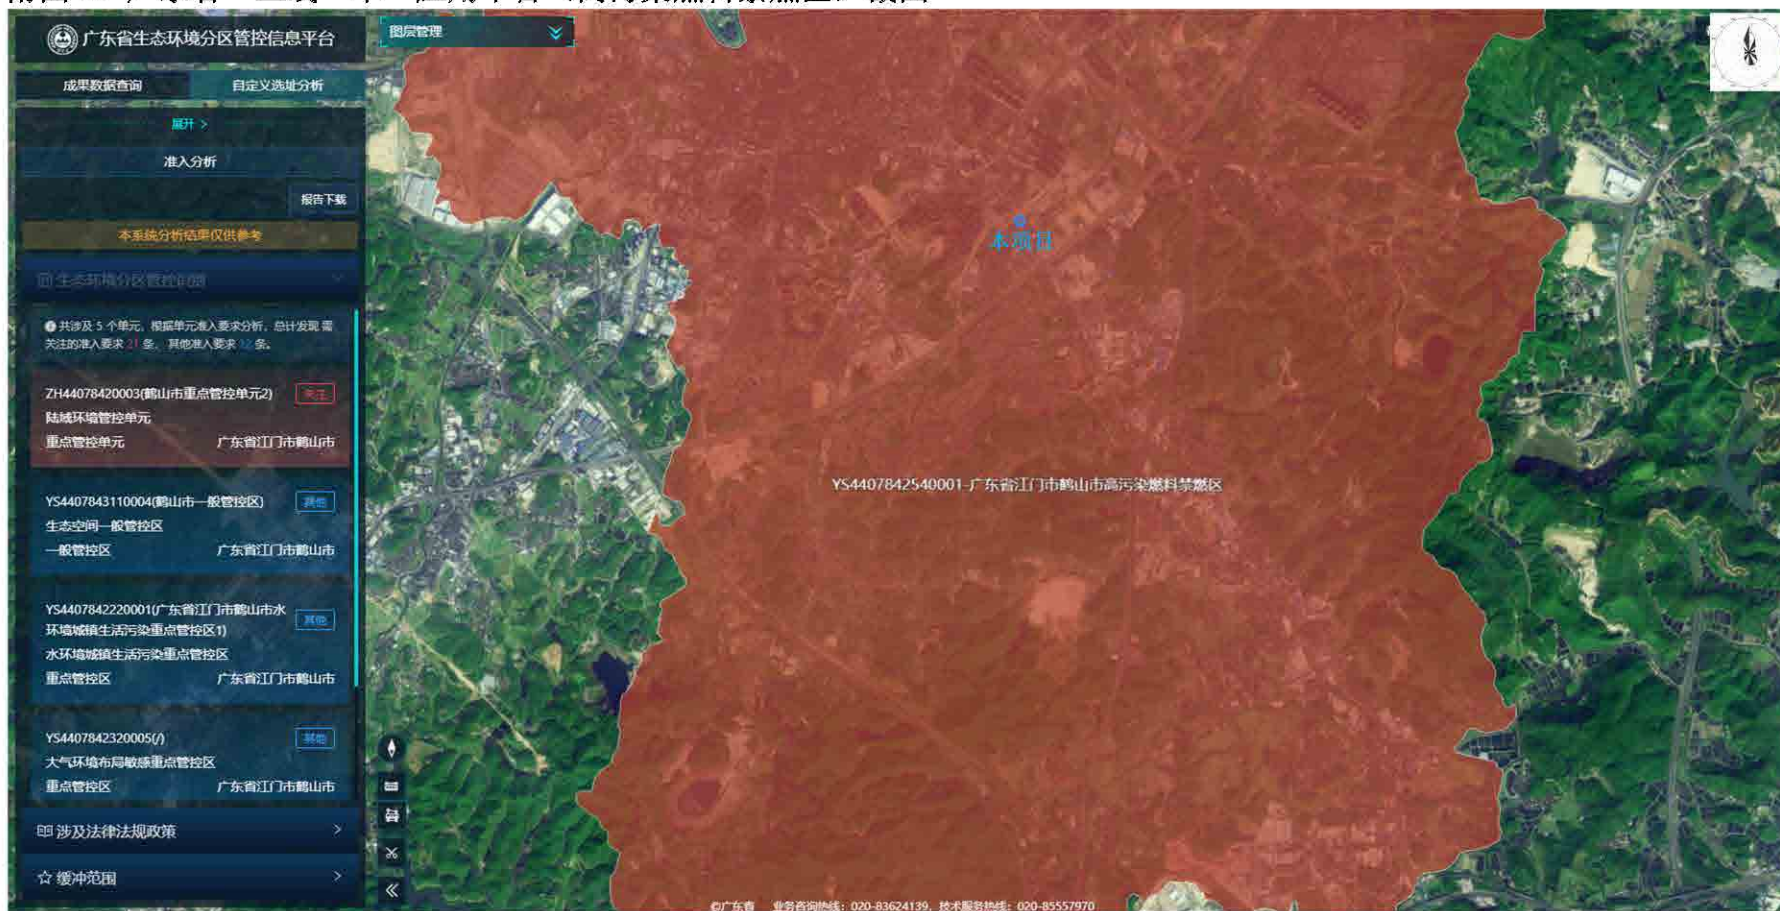 广东省生态环境分区管控信息平台
图层管理
成果数据查询
自定义选址分析
展开 >
准入分析
报告下载
本系统分析结果仅供参考
共涉及 5 个单元，根据单元准入要求分析，总计发现 需
关注的准入要求 21 条、其他准入要求 12 条。
ZH44078420003(鹤山市重点管控单元2)
关注
陆域环境管控单元
重点管控单元 广东省江门市鹤山市
YS4407843110004(鹤山市一般管控区)
其他
生态空间一般管控区
一般管控区 广东省江门市鹤山市
YS4407842220001(广东省江门市鹤山市水
环境城镇生活污染重点管控区1)
其他
水环境城镇生活污染重点管控区
重点管控区 广东省江门市鹤山市
YS4407842320005(/)
其他
大气环境布局敏感重点管控区
重点管控区 广东省江门市鹤山市
涉及法律法规政策 >
缓冲范围 >
本项目
YS4407842540001-广东省江门市鹤山市高污染燃料禁燃区
©广东省 业务咨询热线：020-83624139，技术服务热线：020-85557970